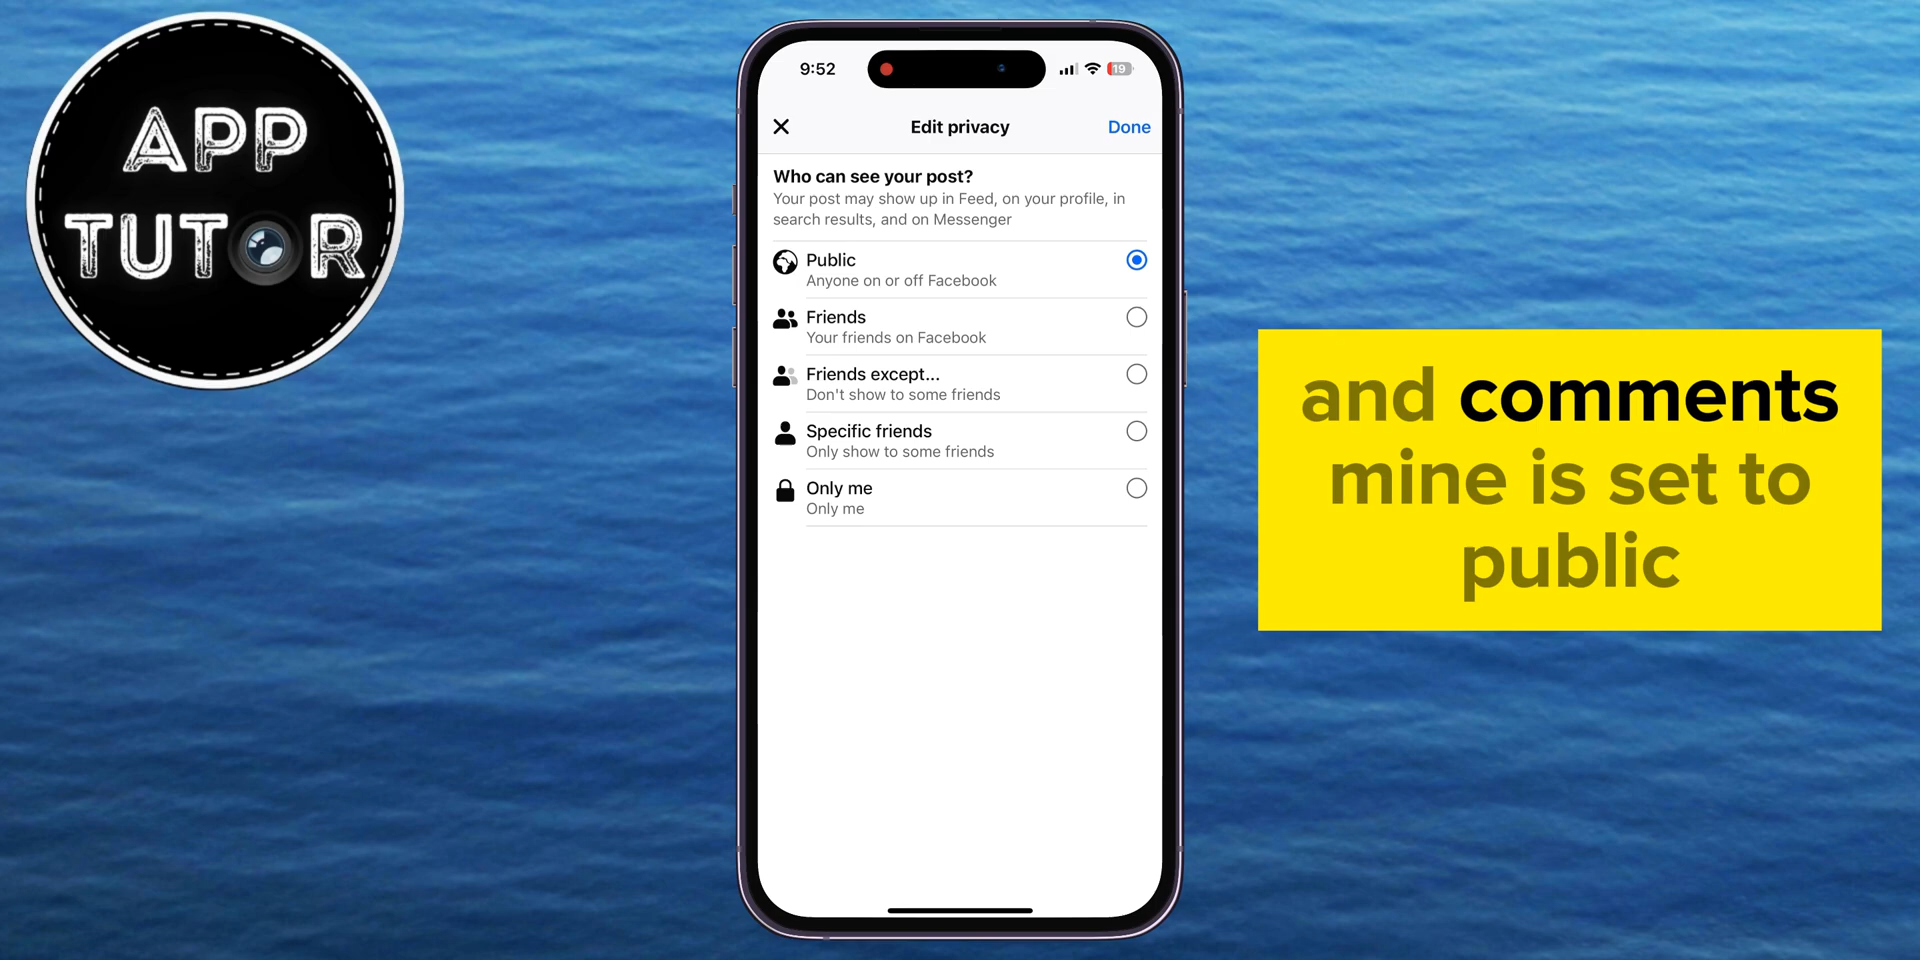 APP
TUTOR
9:52
19
Edit privacy
Done
Who can see your post?
Your post may show up in Feed, on your profile, in
search results, and on Messenger
Public
Anyone on or off Facebook
Friends
Your friends on Facebook
Friends except...
Don't show to some friends
Specific friends
Only show to some friends
Only me
Only me
and comments
mine is set to
public